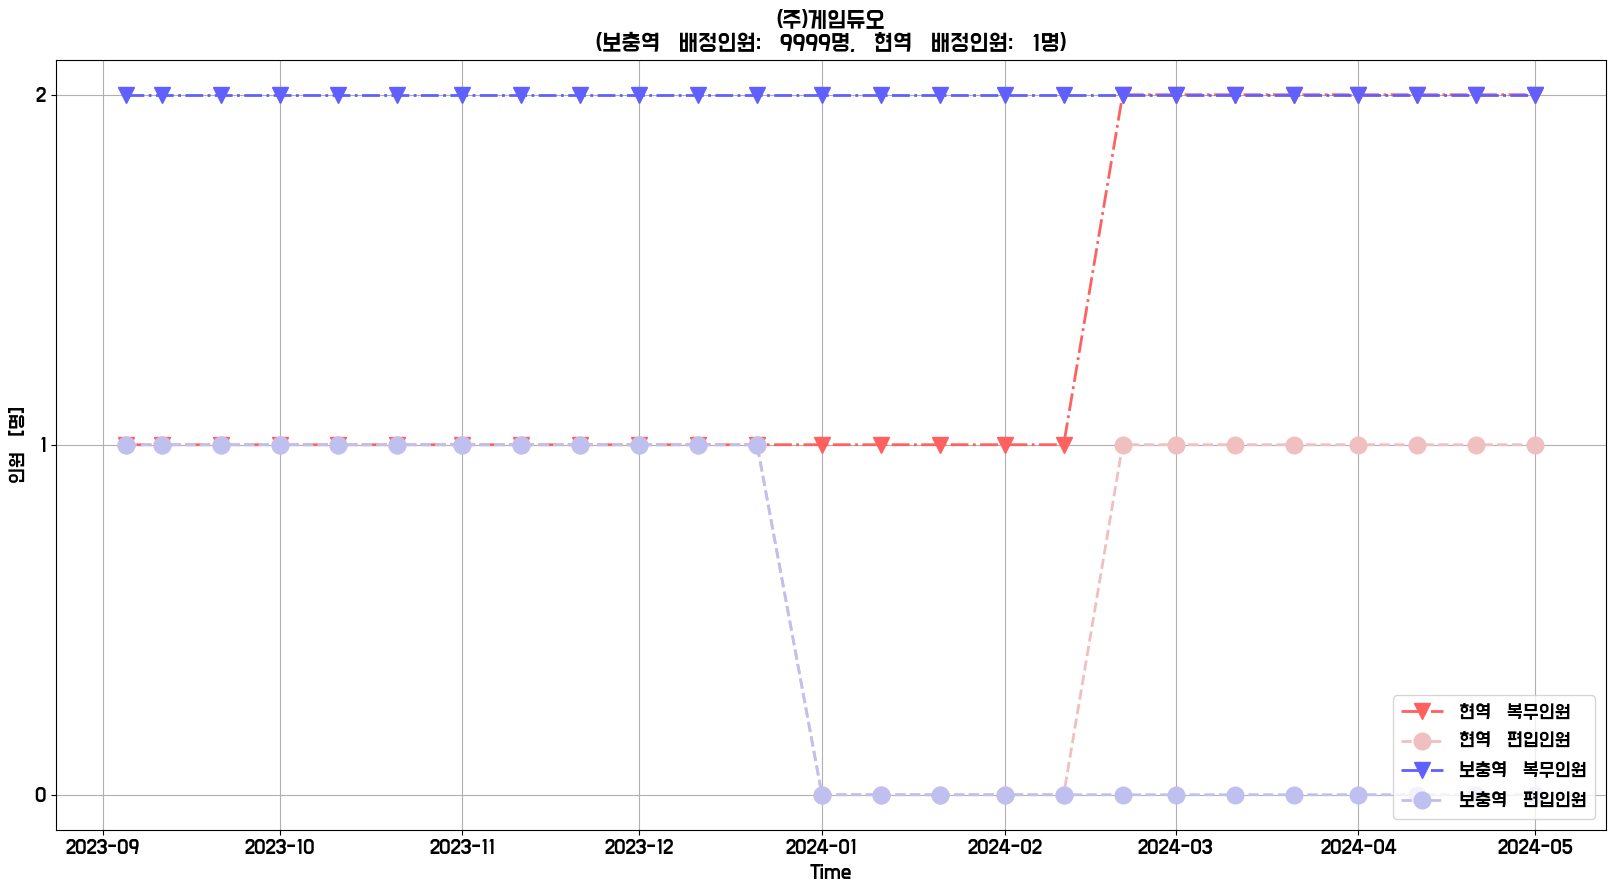 (주)게임듀오
(보충역 배정인원: 9999명, 현역 배정인원: 1명)
인원 [명]
2
1
0
현역 복무인원
현역 편입인원
보충역 복무인원
보충역 편입인원
2023-09 2023-10 2023-11 2023-12 2024-01 2024-02 2024-03 2024-04 2024-05
Time